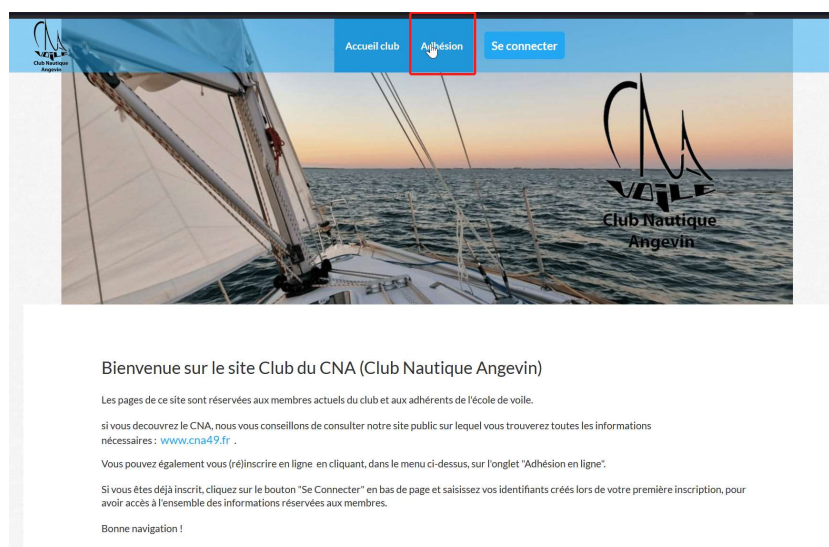 VOILE
Club Nautique
Angevin
Accueil club
Adhésion
Se connecter
VOILE
Club Nautique
Angevin
Bienvenue sur le site Club du CNA (Club Nautique Angevin)
Les pages de ce site sont réservées aux membres actuels du club et aux adhérents de l'école de voile.
si vous decouvrez le CNA, nous vous conseillons de consulter notre site public sur lequel vous trouverez toutes les informations
nécessaires : www.cna49.fr .
Vous pouvez également vous (ré)inscrire en ligne en cliquant, dans le menu ci-dessus, sur l'onglet "Adhésion en ligne".
Si vous êtes déjà inscrit, cliquez sur le bouton "Se Connecter" en bas de page et saisissez vos identifiants créés lors de votre première inscription, pour
avoir accès à l'ensemble des informations réservées aux membres.
Bonne navigation !